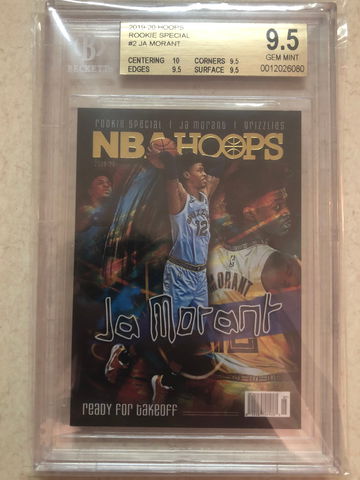 BECKETT
2019-20 HOOPS
ROOKIE SPECIAL
#2 JA MORANT
9.5
GEM MINT
CENTERING 10 CORNERS 9.5
EDGES 9.5 SURFACE 9.5
0012026080
rookie special | ja morant | grizzlies
NBA HOOPS
2019-20
12
MORANT
Ja Morant
ready for takeoff